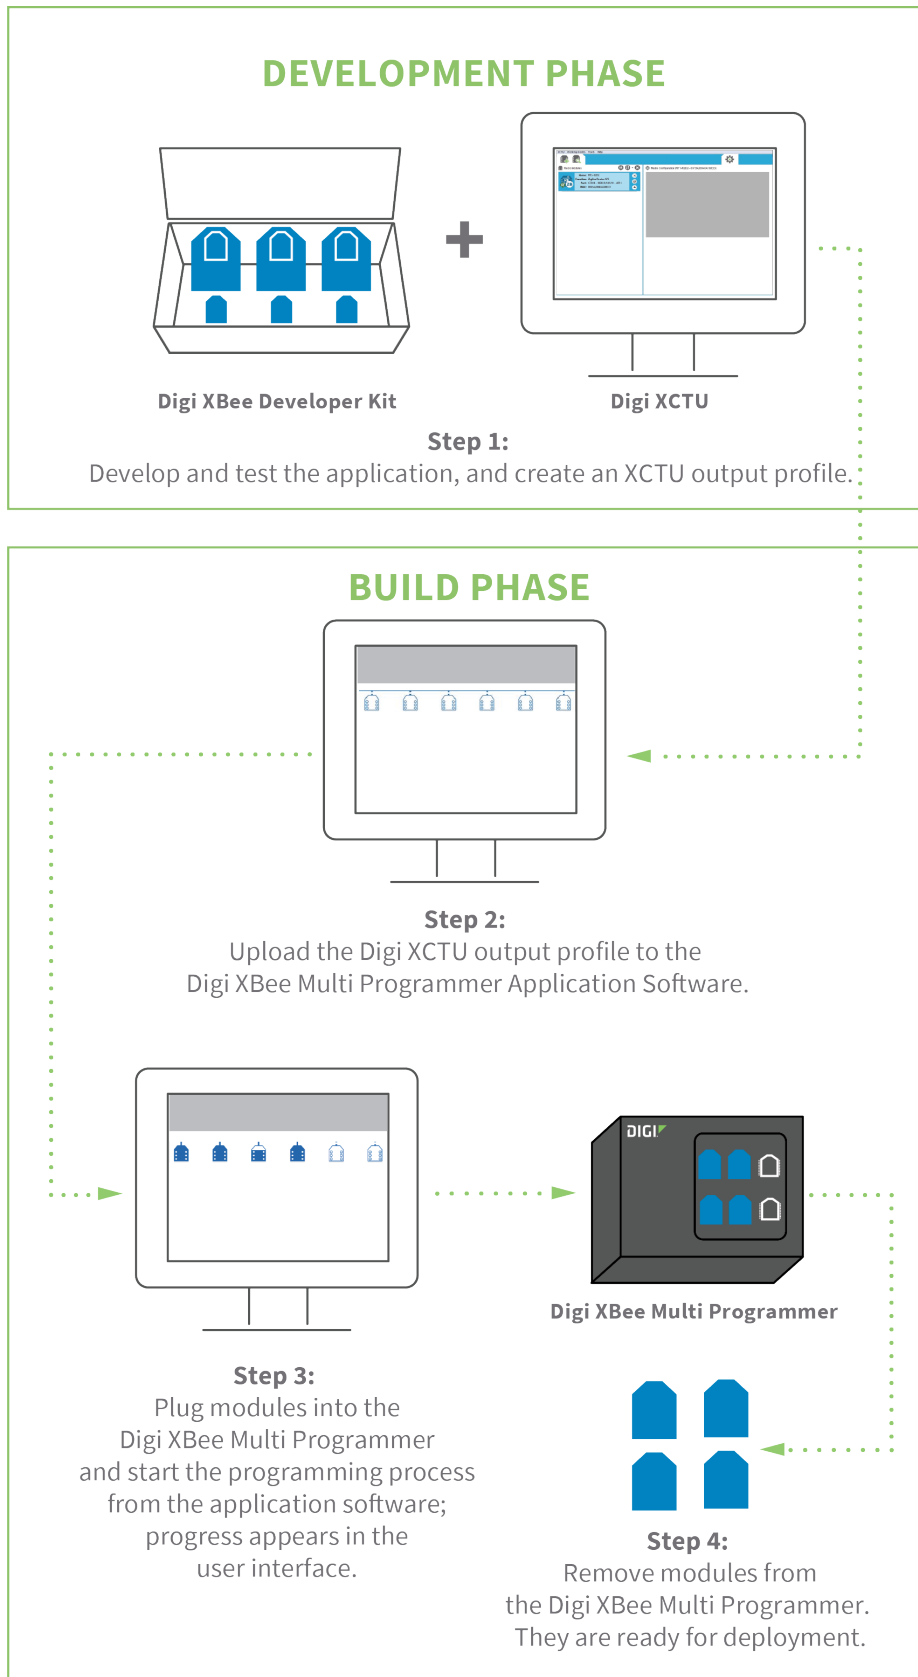 DEVELOPMENT PHASE
Digi XBee Developer Kit
Digi XCTU
Step 1:
Develop and test the application, and create an XCTU output profile.
BUILD PHASE
Step 2:
Upload the Digi XCTU output profile to the
Digi XBee Multi Programmer Application Software.
DIGI
Digi XBee Multi Programmer
Step 3:
Plug modules into the
Digi XBee Multi Programmer
and start the programming process
from the application software;
progress appears in the
user interface.
Step 4:
Remove modules from
the Digi XBee Multi Programmer.
They are ready for deployment.